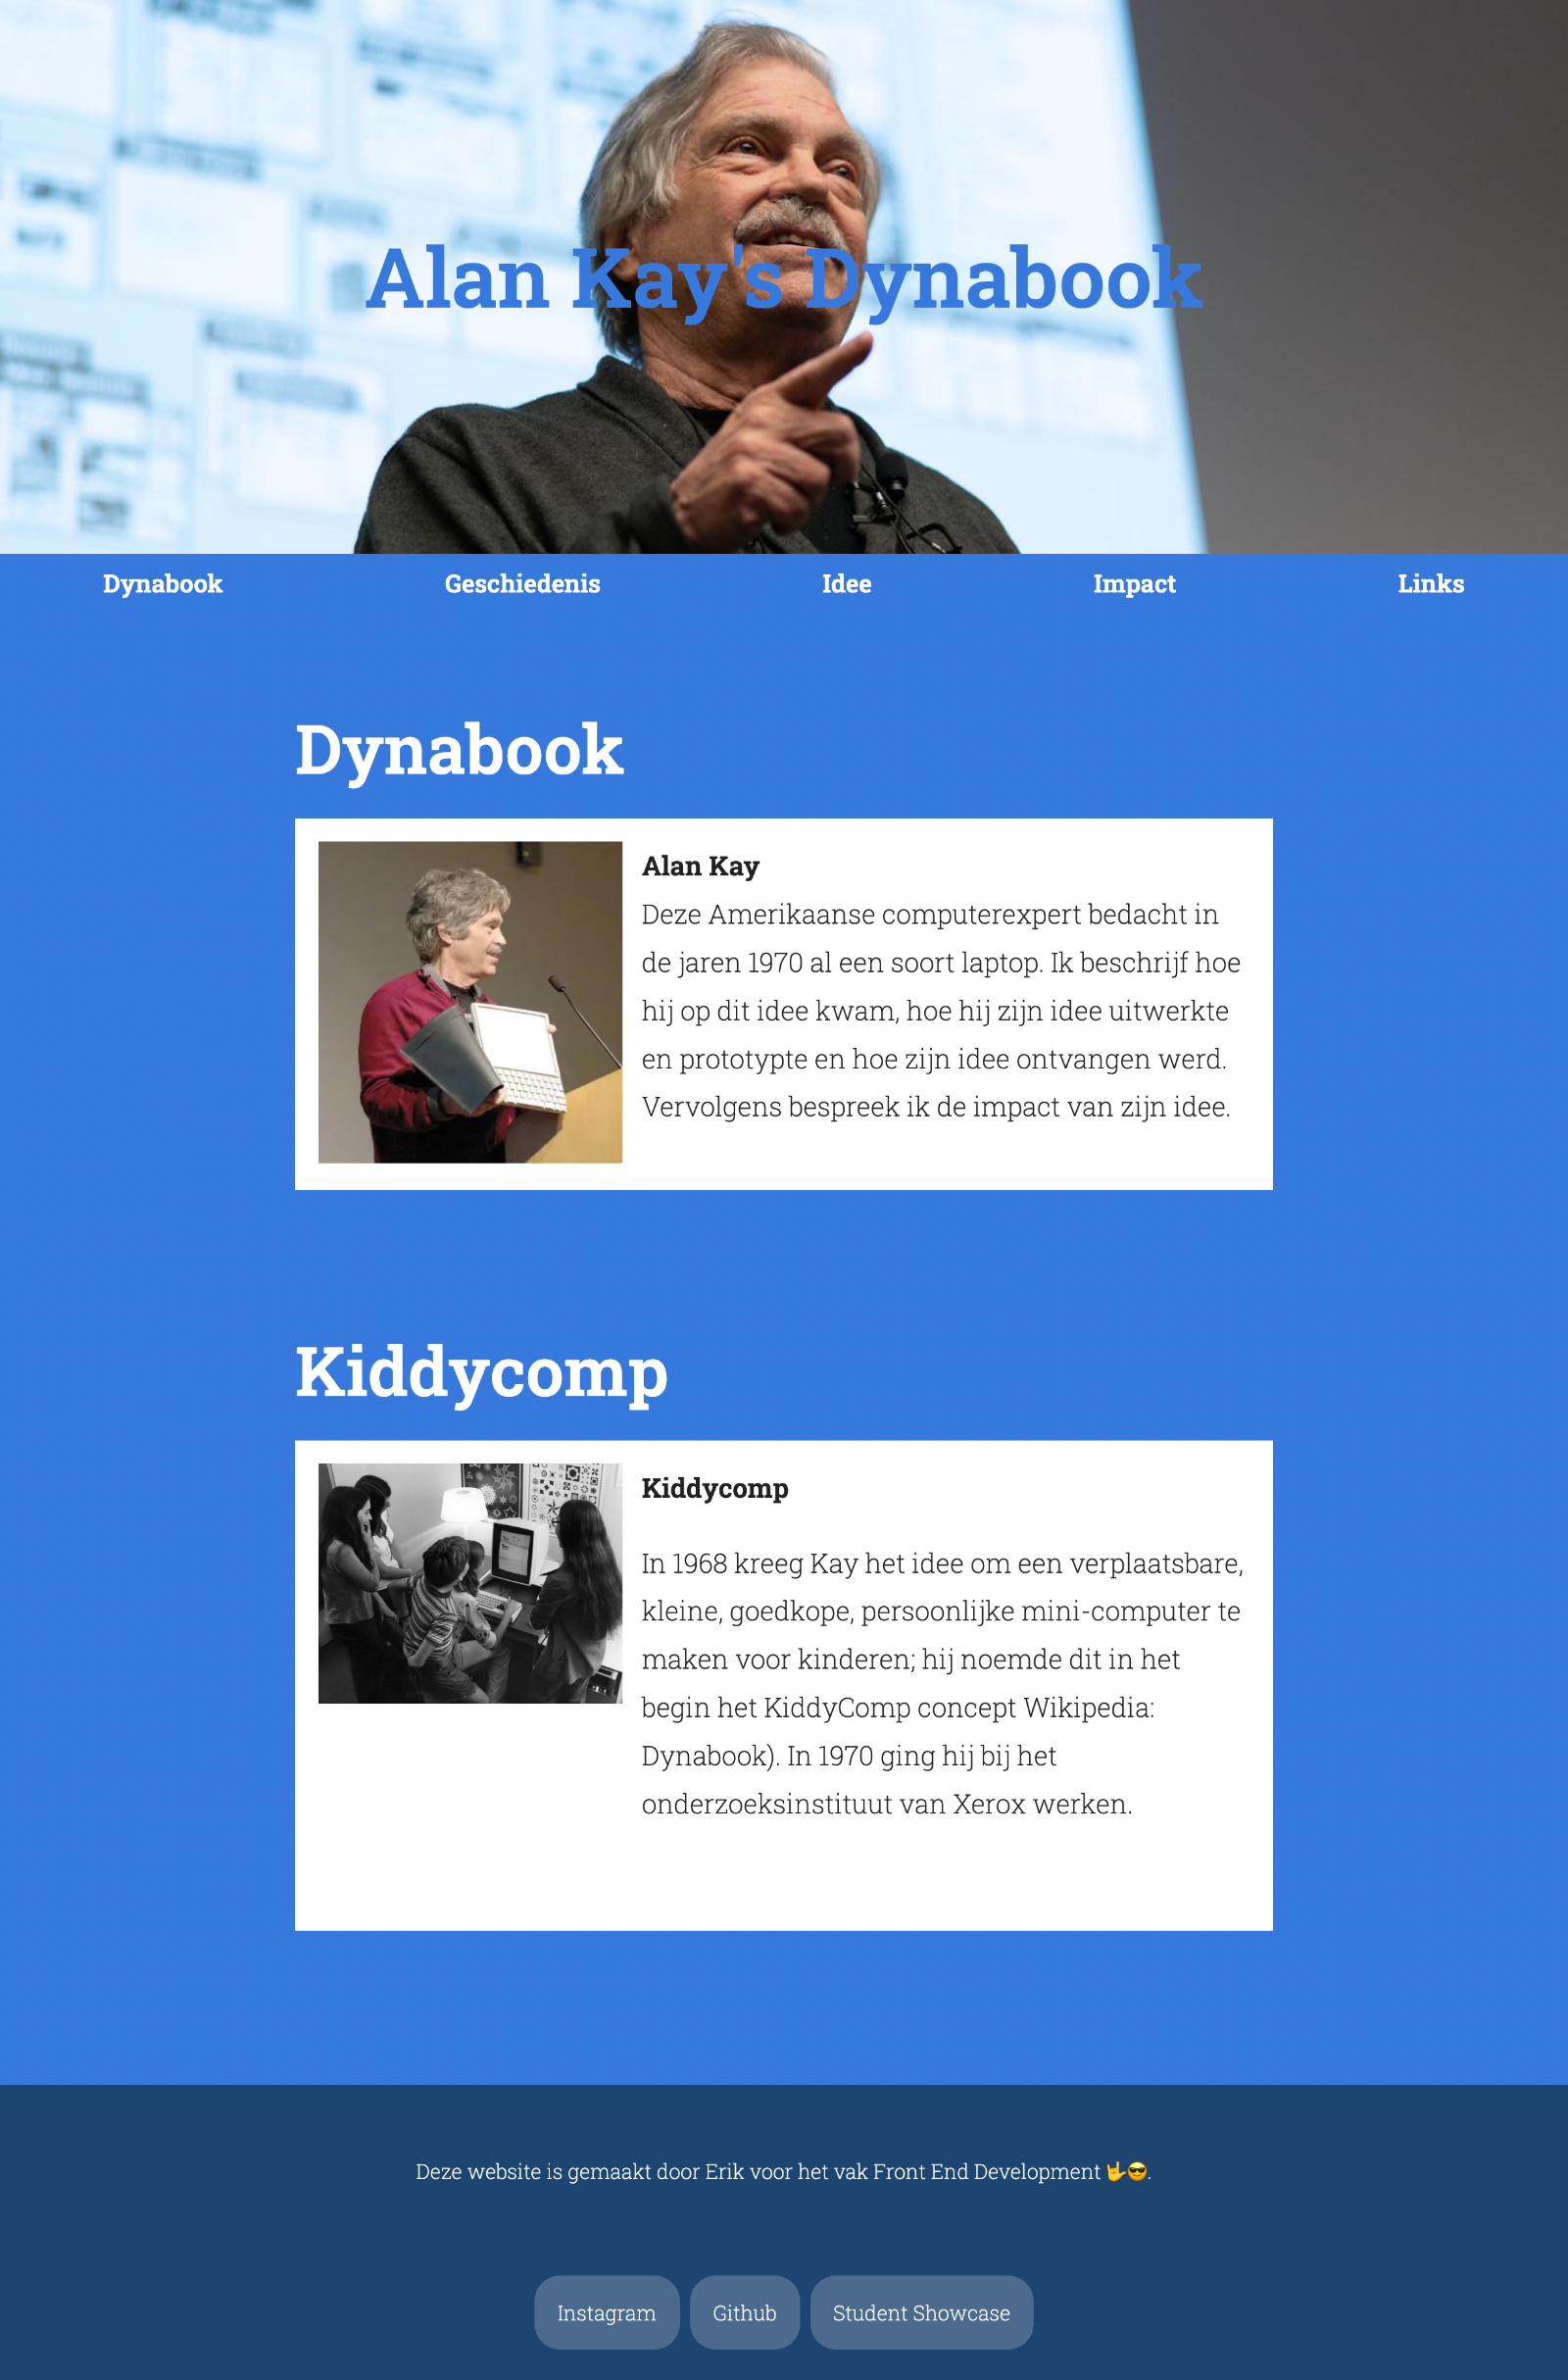 Alan Kay's Dynabook
Dynabook
Geschiedenis
Idee
Impact
Links
Dynabook
Alan Kay
Deze Amerikaanse computerexpert bedacht in
de jaren 1970 al een soort laptop. Ik beschrijf hoe
hij op dit idee kwam, hoe hij zijn idee uitwerkte
en prototypte en hoe zijn idee ontvangen werd.
Vervolgens bespreek ik de impact van zijn idee.
Kiddycomp
Kiddycomp
In 1968 kreeg Kay het idee om een verplaatsbare,
kleine, goedkope, persoonlijke mini-computer te
maken voor kinderen; hij noemde dit in het
begin het KiddyComp concept Wikipedia:
Dynabook). In 1970 ging hij bij het
onderzoeksinstituut van Xerox werken.
Deze website is gemaakt door Erik voor het vak Front End Development 🤟😎.
Instagram
Github
Student Showcase